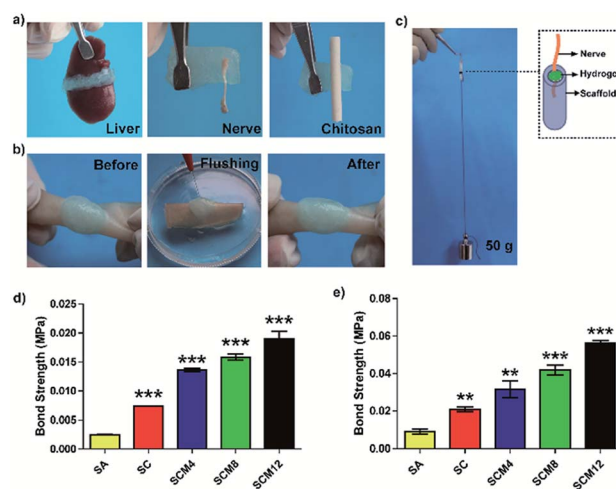 a)
Liver
Nerve
Chitosan
b)
Before
Flushing
After
c)
50 g
Nerve
Hydrogel
Scaffold
d)
Bond Strength (MPa)
0.025
0.020
0.015
0.010
0.005
0.000
***
***
***
***
SA
SC
SCM4
SCM8
SCM12
e)
Bond Strength (MPa)
0.08
0.06
0.04
0.02
0.00
**
**
***
***
SA
SC
SCM4
SCM8
SCM12